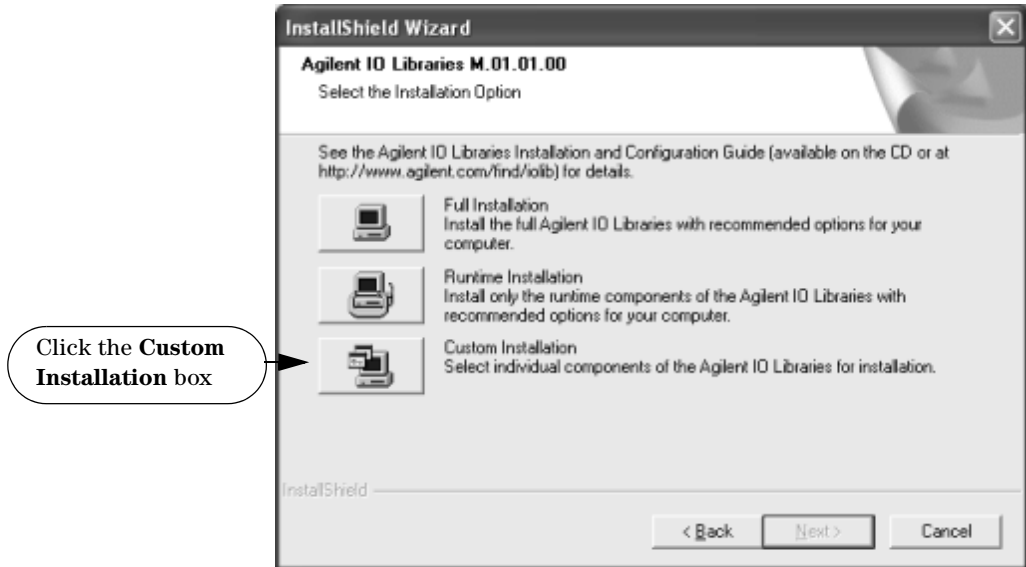 InstallShield Wizard
Agilent IO Libraries M.01.01.00
Select the Installation Option
See the Agilent IO Libraries Installation and Configuration Guide (available on the CD or at
http://www.agilent.com/find/iolib) for details.
Full Installation
Install the full Agilent IO Libraries with recommended options for your
computer.
Runtime Installation
Install only the runtime components of the Agilent IO Libraries with
recommended options for your computer.
Click the Custom
Installation box
Custom Installation
Select individual components of the Agilent IO Libraries for installation.
InstallShield
< Back
Next >
Cancel